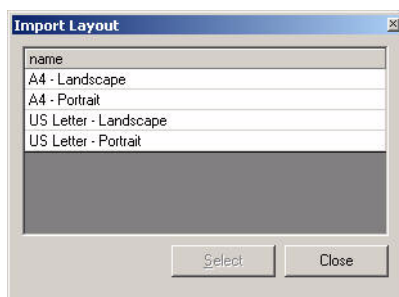 Import Layout
name
A4 - Landscape
A4 - Portrait
US Letter - Landscape
US Letter - Portrait
Select
Close